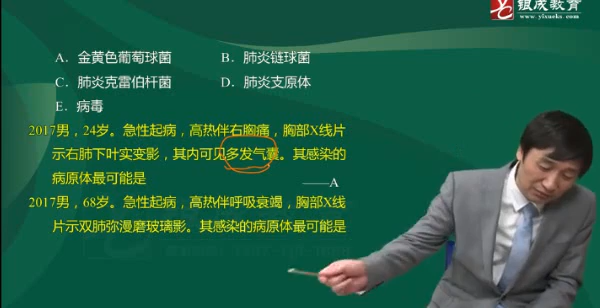 银成教育
www.yixueks.com
A. 金黄色葡萄球菌 B. 肺炎链球菌
C. 肺炎克雷伯杆菌 D. 肺炎支原体
E. 病毒
2017男，24岁。急性起病，高热伴右胸痛，胸部X线片
示右肺下叶实变影，其内可见多发气囊。其感染的
病原体最可能是
——A
2017男，68岁。急性起病，高热伴呼吸衰竭，胸部X线
片示双肺弥漫磨玻璃影。其感染的病原体最可能是